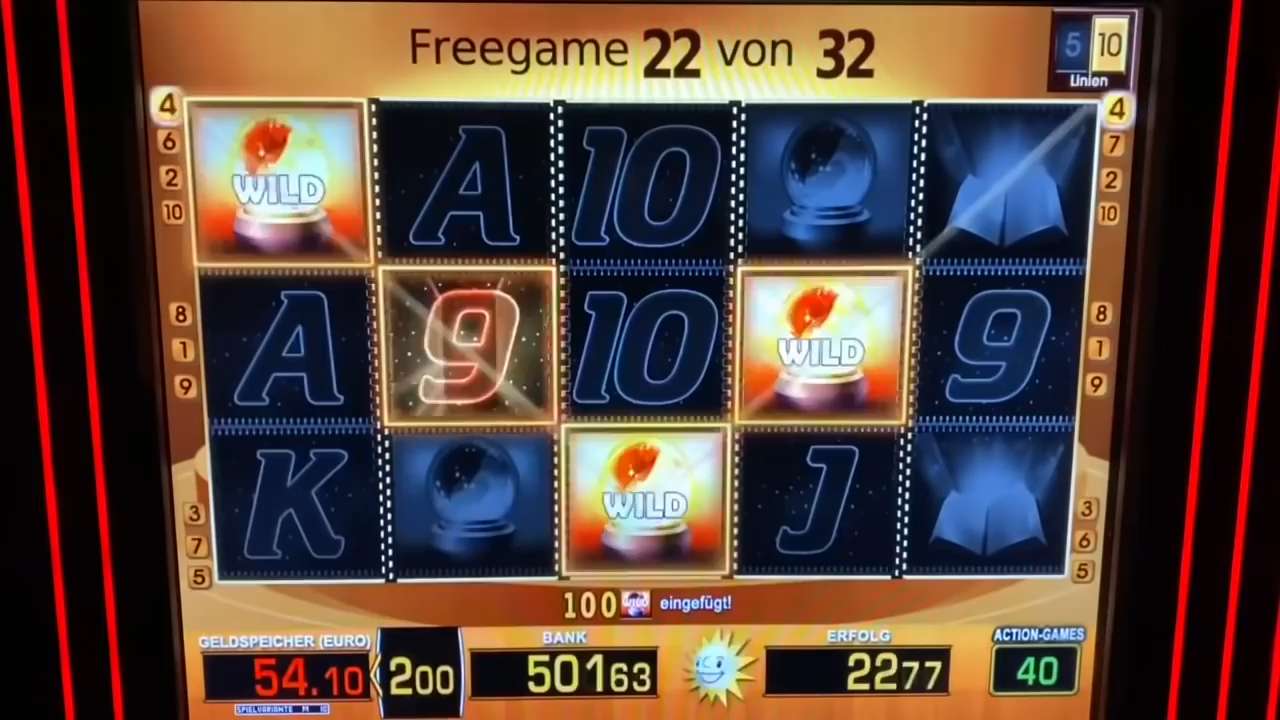 Freegame 22 von 32
5 10
Linien
4 4
6 WILD A 10 7
2 2
10 10
8 A 9 10 WILD 9 8
1 1
9 9
3 K WILD J 3
7 6
5 5
100 WILD eingefügt!
GELDSPEICHER (EURO) BANK ERFOLG ACTION-GAMES
54.10 200 50163 2277 40